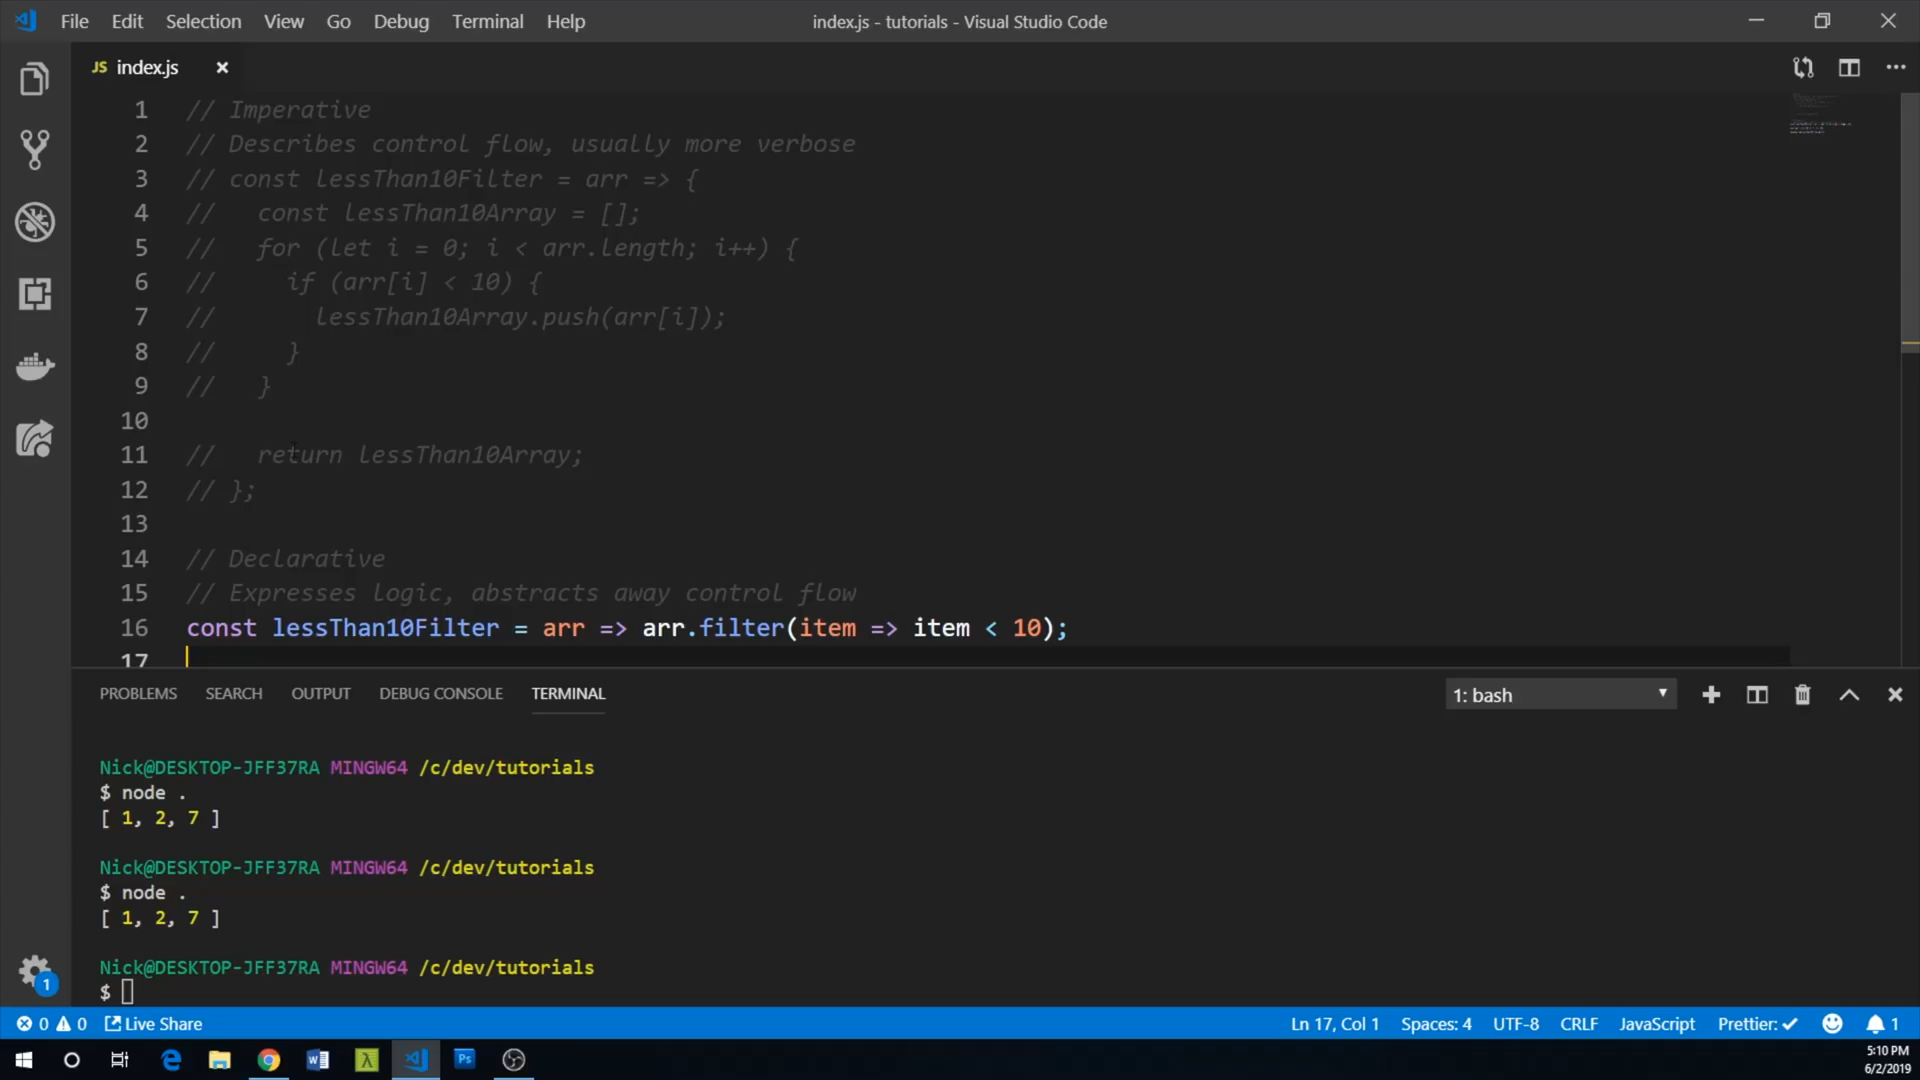 File Edit Selection View Go Debug Terminal Help index.js - tutorials - Visual Studio Code
JS index.js
1 // Imperative
2 // Describes control flow, usually more verbose
3 // const lessThan10Filter = arr => {
4 //   const lessThan10Array = [];
5 //   for (let i = 0; i < arr.length; i++) {
6 //     if (arr[i] < 10) {
7 //       lessThan10Array.push(arr[i]);
8 //     }
9 //   }
10
11 //   return lessThan10Array;
12 // };
13
14 // Declarative
15 // Expresses logic, abstracts away control flow
16 const lessThan10Filter = arr => arr.filter(item => item < 10);
17
PROBLEMS SEARCH OUTPUT DEBUG CONSOLE TERMINAL 1: bash
Nick@DESKTOP-JFF37RA MINGW64 /c/dev/tutorials
$ node .
[ 1, 2, 7 ]
Nick@DESKTOP-JFF37RA MINGW64 /c/dev/tutorials
$ node .
[ 1, 2, 7 ]
Nick@DESKTOP-JFF37RA MINGW64 /c/dev/tutorials
$
1
0 0 Live Share Ln 17, Col 1 Spaces: 4 UTF-8 CRLF JavaScript Prettier: ✓ 1
Ps
5:10 PM
6/2/2019